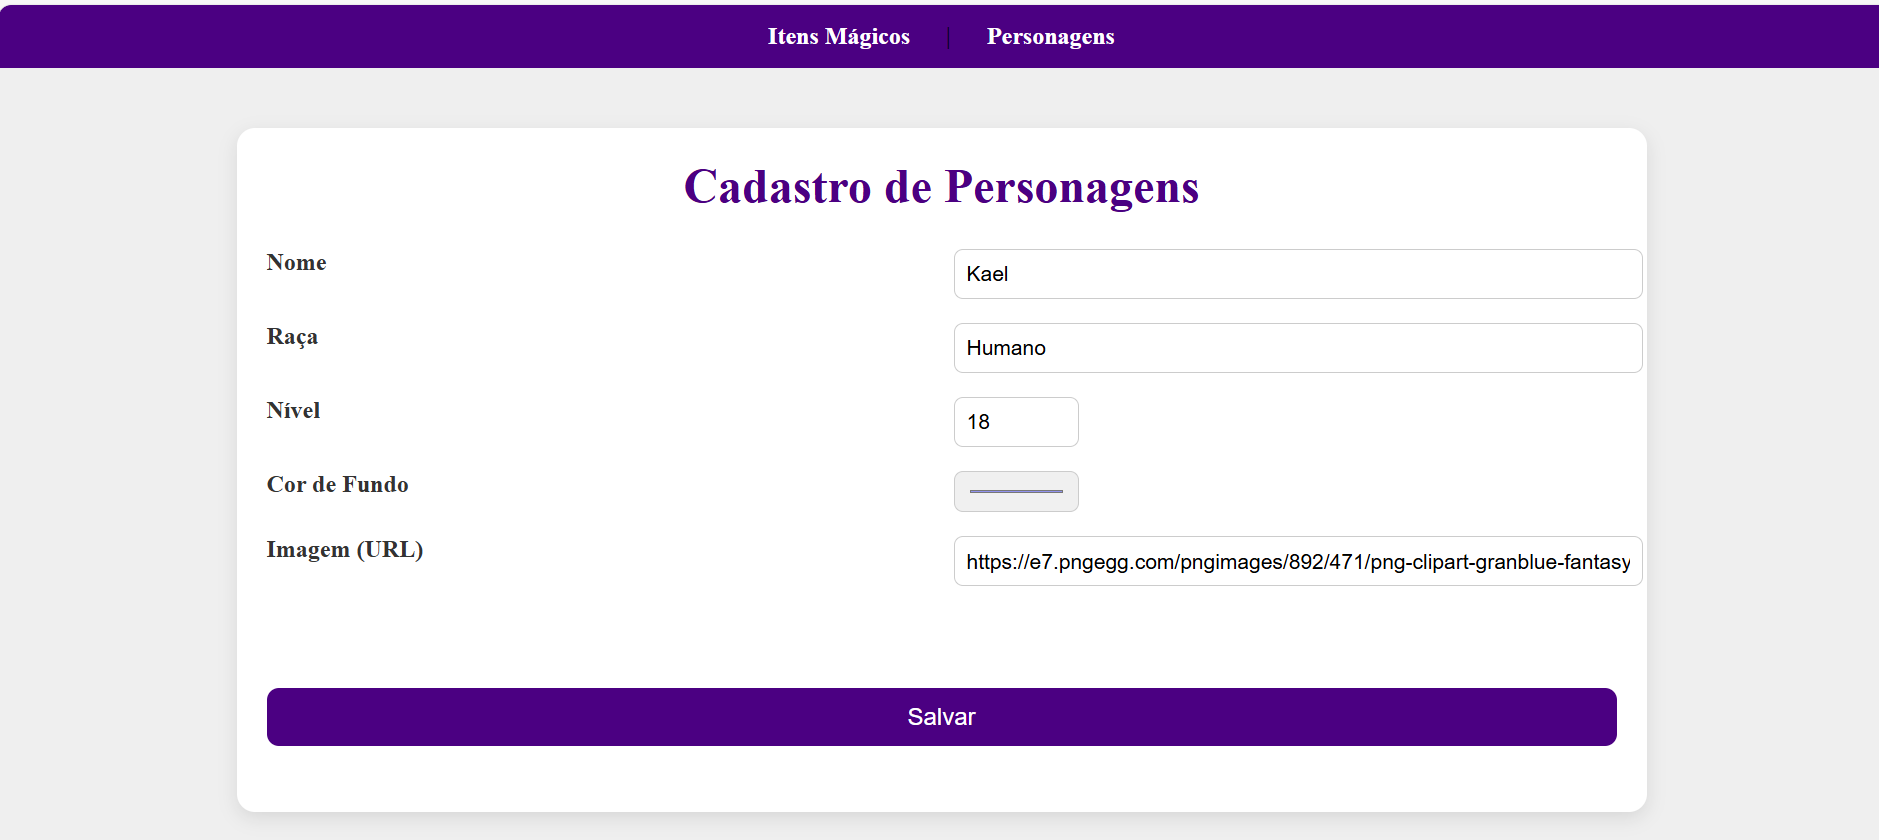 Itens Mágicos | Personagens
Cadastro de Personagens
Nome
Kael
Raça
Humano
Nível
18
Cor de Fundo
Imagem (URL)
https://e7.pngegg.com/pngimages/892/471/png-clipart-granblue-fantasy
Salvar